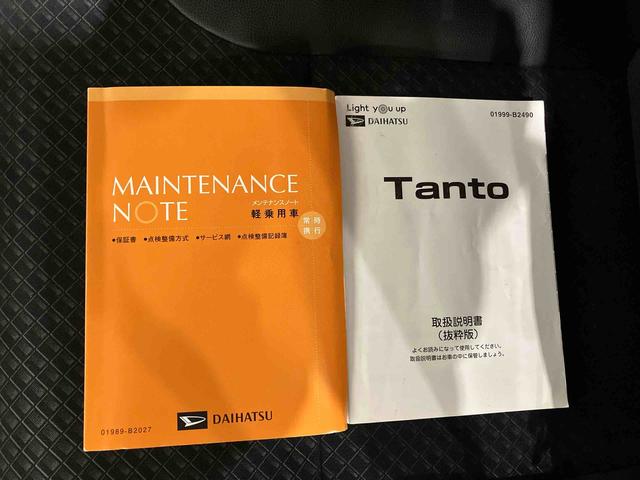 MAINTENANCE
NOTE
メンテナンスノート
軽乗用車
常時
携行
●保証書 ●点検整備方式 ●サービス網 ●点検整備記録簿
DAIHATSU
01989-B2027
Light you up
DAIHATSU
01999-B2490
Tanto
取扱説明書
（抜粋版）
よくお読みになって使用してください。
取扱説明書はお車の中に保管しましょう。